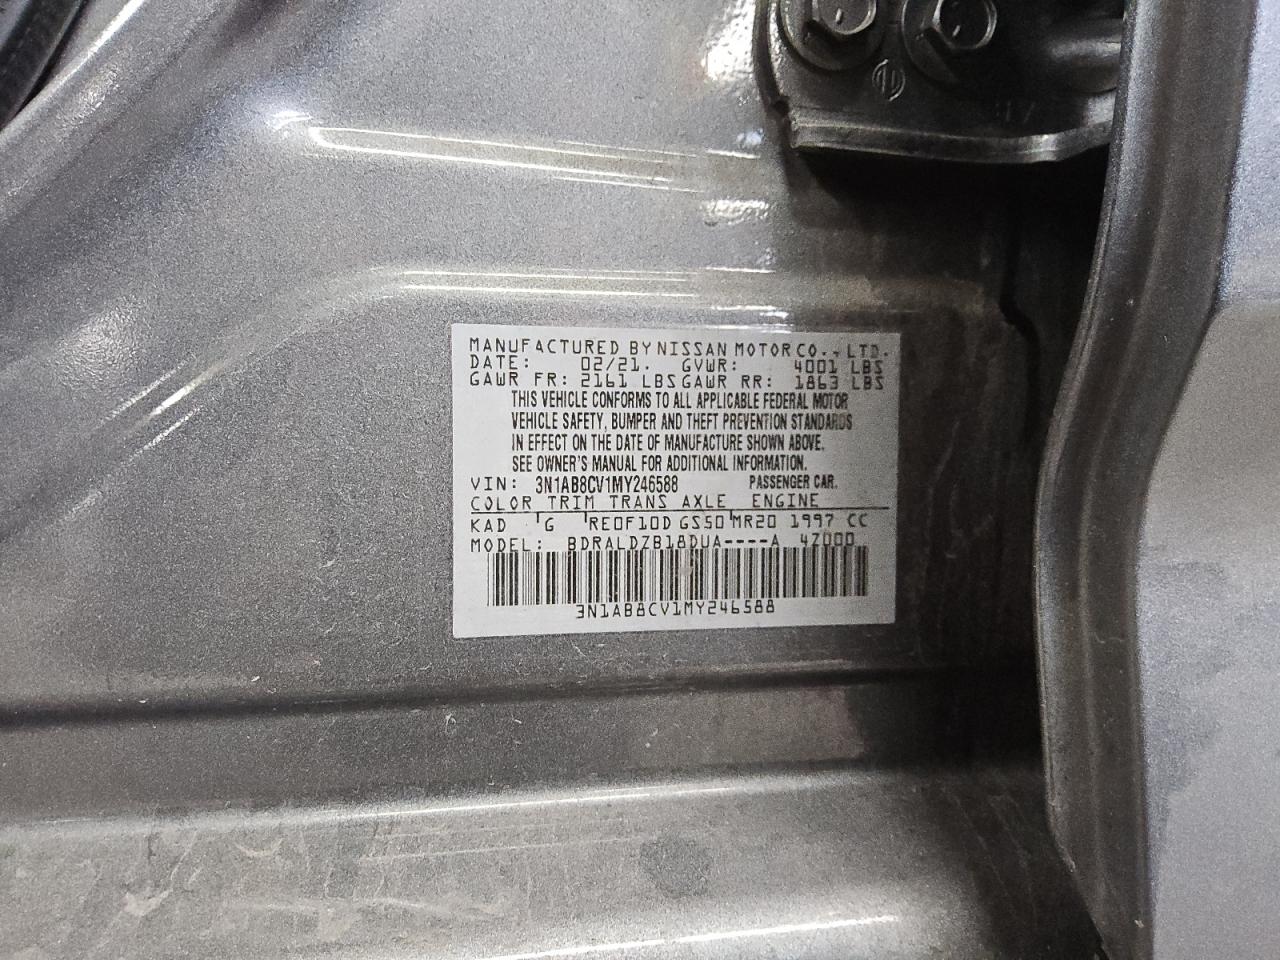 MANUFACTURED BY NISSAN MOTOR CO., LTD.
DATE: 02/21. GVWR: 4001 LBS
GAWR FR: 2161 LBS GAWR RR: 1863 LBS
THIS VEHICLE CONFORMS TO ALL APPLICABLE FEDERAL MOTOR
VEHICLE SAFETY, BUMPER AND THEFT PREVENTION STANDARDS
IN EFFECT ON THE DATE OF MANUFACTURE SHOWN ABOVE.
SEE OWNER'S MANUAL FOR ADDITIONAL INFORMATION.
VIN: 3N1AB8CV1MY246588 PASSENGER CAR.
COLOR TRIM TRANS AXLE ENGINE
KAD G RE0F10D GS50 MR20 1997 CC
MODEL: BDRALDZB18DUA----A 4Z000
3N1AB8CV1MY246588